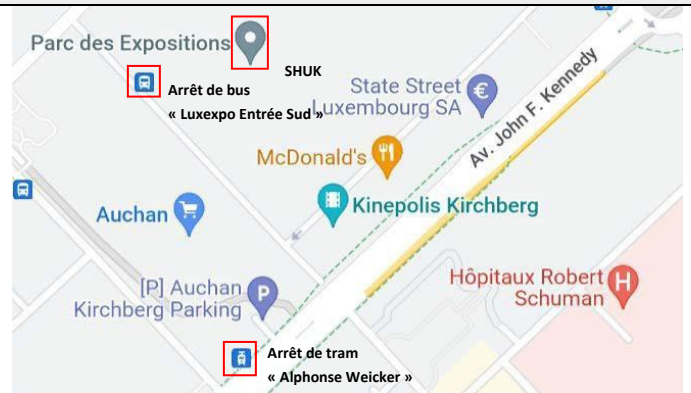 Parc des Expositions
SHUK
Arrêt de bus
« Luxexpo Entrée Sud »
State Street
Luxembourg SA
€
Av. John F. Kennedy
McDonald's
Auchan
Kinepolis Kirchberg
[P] Auchan
Kirchberg Parking
P
Hôpitaux Robert
Schuman
H
Arrêt de tram
« Alphonse Weicker »